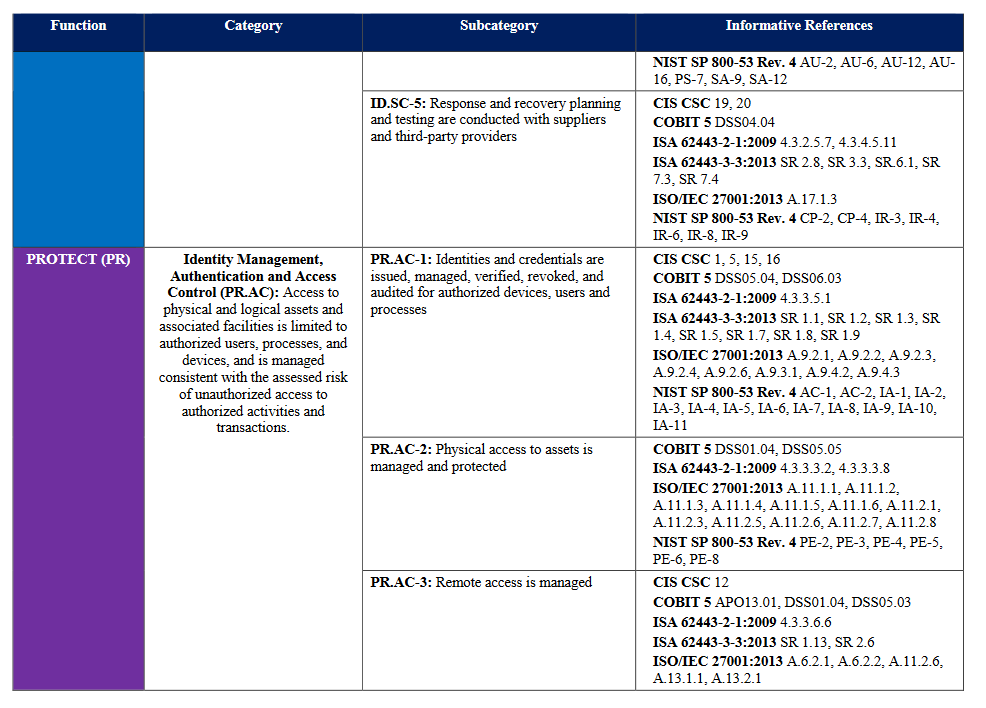 Function
Category
Subcategory
Informative References
NIST SP 800-53 Rev. 4 AU-2, AU-6, AU-12, AU-
16, PS-7, SA-9, SA-12
ID.SC-5: Response and recovery planning
and testing are conducted with suppliers
and third-party providers
CIS CSC 19, 20
COBIT 5 DSS04.04
ISA 62443-2-1:2009 4.3.2.5.7, 4.3.4.5.11
ISA 62443-3-3:2013 SR 2.8, SR 3.3, SR.6.1, SR
7.3, SR 7.4
ISO/IEC 27001:2013 A.17.1.3
NIST SP 800-53 Rev. 4 CP-2, CP-4, IR-3, IR-4,
IR-6, IR-8, IR-9
PROTECT (PR)
Identity Management,
Authentication and Access
Control (PR.AC): Access to
physical and logical assets and
associated facilities is limited to
authorized users, processes, and
devices, and is managed
consistent with the assessed risk
of unauthorized access to
authorized activities and
transactions.
PR.AC-1: Identities and credentials are
issued, managed, verified, revoked, and
audited for authorized devices, users and
processes
CIS CSC 1, 5, 15, 16
COBIT 5 DSS05.04, DSS06.03
ISA 62443-2-1:2009 4.3.3.5.1
ISA 62443-3-3:2013 SR 1.1, SR 1.2, SR 1.3, SR
1.4, SR 1.5, SR 1.7, SR 1.8, SR 1.9
ISO/IEC 27001:2013 A.9.2.1, A.9.2.2, A.9.2.3,
A.9.2.4, A.9.2.6, A.9.3.1, A.9.4.2, A.9.4.3
NIST SP 800-53 Rev. 4 AC-1, AC-2, IA-1, IA-2,
IA-3, IA-4, IA-5, IA-6, IA-7, IA-8, IA-9, IA-10,
IA-11
PR.AC-2: Physical access to assets is
managed and protected
COBIT 5 DSS01.04, DSS05.05
ISA 62443-2-1:2009 4.3.3.3.2, 4.3.3.3.8
ISO/IEC 27001:2013 A.11.1.1, A.11.1.2,
A.11.1.3, A.11.1.4, A.11.1.5, A.11.1.6, A.11.2.1,
A.11.2.3, A.11.2.5, A.11.2.6, A.11.2.7, A.11.2.8
NIST SP 800-53 Rev. 4 PE-2, PE-3, PE-4, PE-5,
PE-6, PE-8
PR.AC-3: Remote access is managed
CIS CSC 12
COBIT 5 APO13.01, DSS01.04, DSS05.03
ISA 62443-2-1:2009 4.3.3.6.6
ISA 62443-3-3:2013 SR 1.13, SR 2.6
ISO/IEC 27001:2013 A.6.2.1, A.6.2.2, A.11.2.6,
A.13.1.1, A.13.2.1